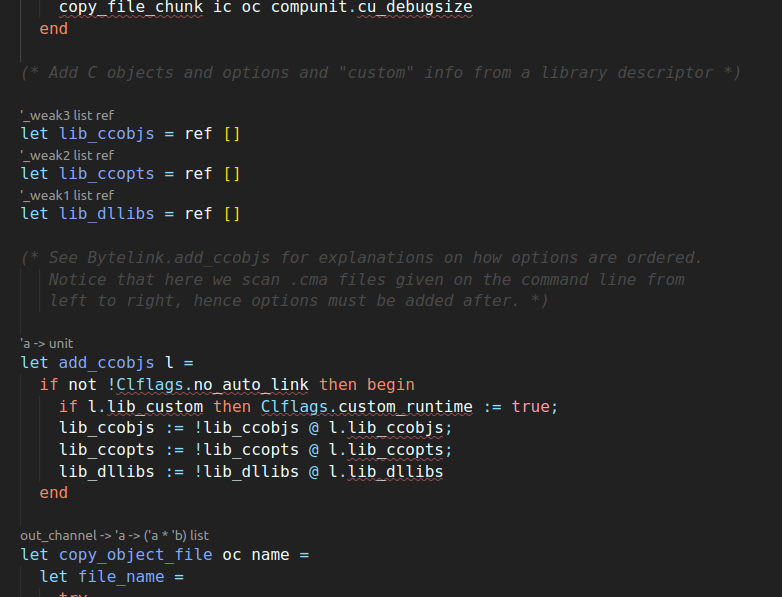 copy_file_chunk ic oc compunit.cu_debugsize
end
(* Add C objects and options and "custom" info from a library descriptor *)
'_weak3 list ref
let lib_ccobjs = ref []
'_weak2 list ref
let lib_ccopts = ref []
'_weak1 list ref
let lib_dllibs = ref []
(* See Bytelink.add_ccobjs for explanations on how options are ordered.
Notice that here we scan .cma files given on the command line from
left to right, hence options must be added after. *)
'a -> unit
let add_ccobjs l =
if not !Clflags.no_auto_link then begin
if l.lib_custom then Clflags.custom_runtime := true;
lib_ccobjs := !lib_ccobjs @ l.lib_ccobjs;
lib_ccopts := !lib_ccopts @ l.lib_ccopts;
lib_dllibs := !lib_dllibs @ l.lib_dllibs
end
out_channel -> 'a -> ('a * 'b) list
let copy_object_file oc name =
let file_name =
try